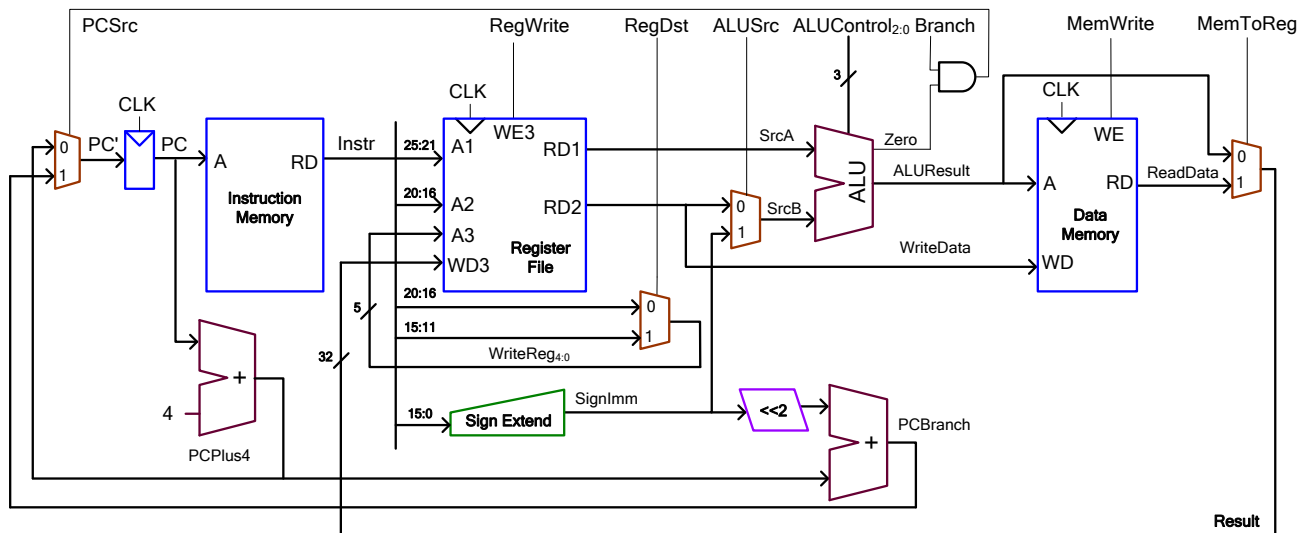 PCSrc
RegWrite
RegDst
ALUSrc
ALUControl2:0
Branch
MemWrite
MemToReg
CLK
PC'
PC
0
1
A
RD
Instruction
Memory
Instr
25:21
20:16
20:16
15:11
15:0
CLK
WE3
A1
A2
A3
WD3
RD1
RD2
Register
File
5
32
0
1
WriteReg4:0
Sign Extend
SignImm
SrcA
0
1
SrcB
3
ALU
Zero
ALUResult
WriteData
<<2
+
PCBranch
4
+
PCPlus4
CLK
WE
A
RD
Data
Memory
WD
ReadData
0
1
Result